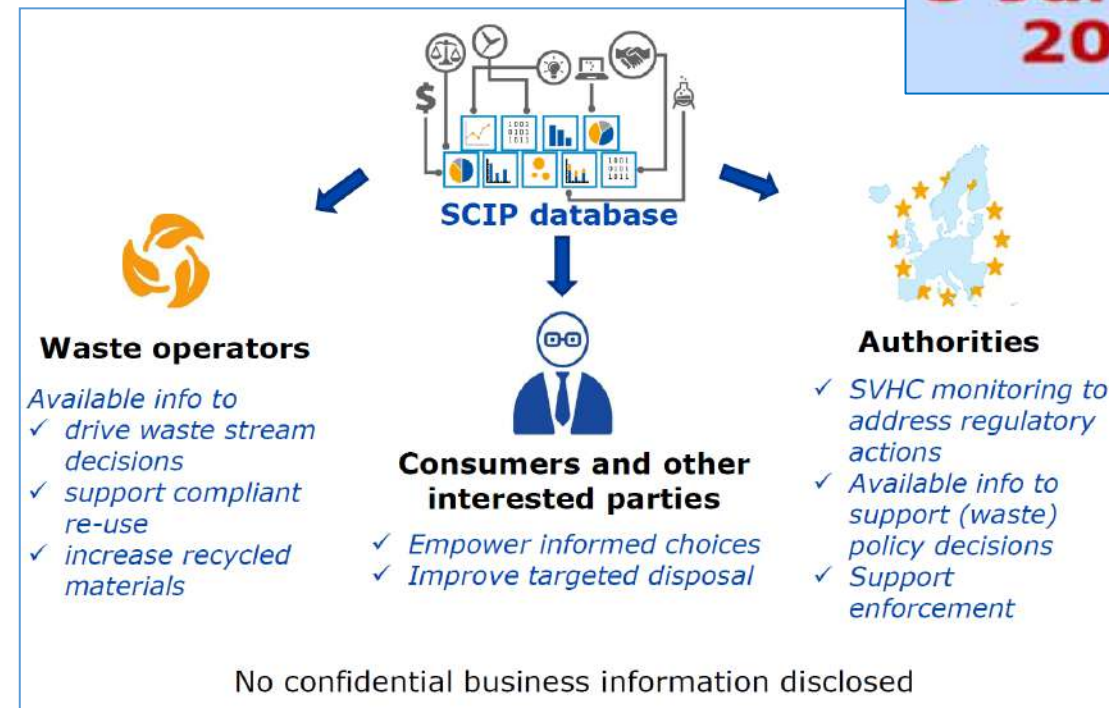 20
SCIP database
Waste operators
Available info to
✓ drive waste stream
decisions
✓ support compliant
re-use
✓ increase recycled
materials
Consumers and other
interested parties
✓ Empower informed choices
✓ Improve targeted disposal
Authorities
✓ SVHC monitoring to
address regulatory
actions
✓ Available info to
support (waste)
policy decisions
✓ Support
enforcement
No confidential business information disclosed